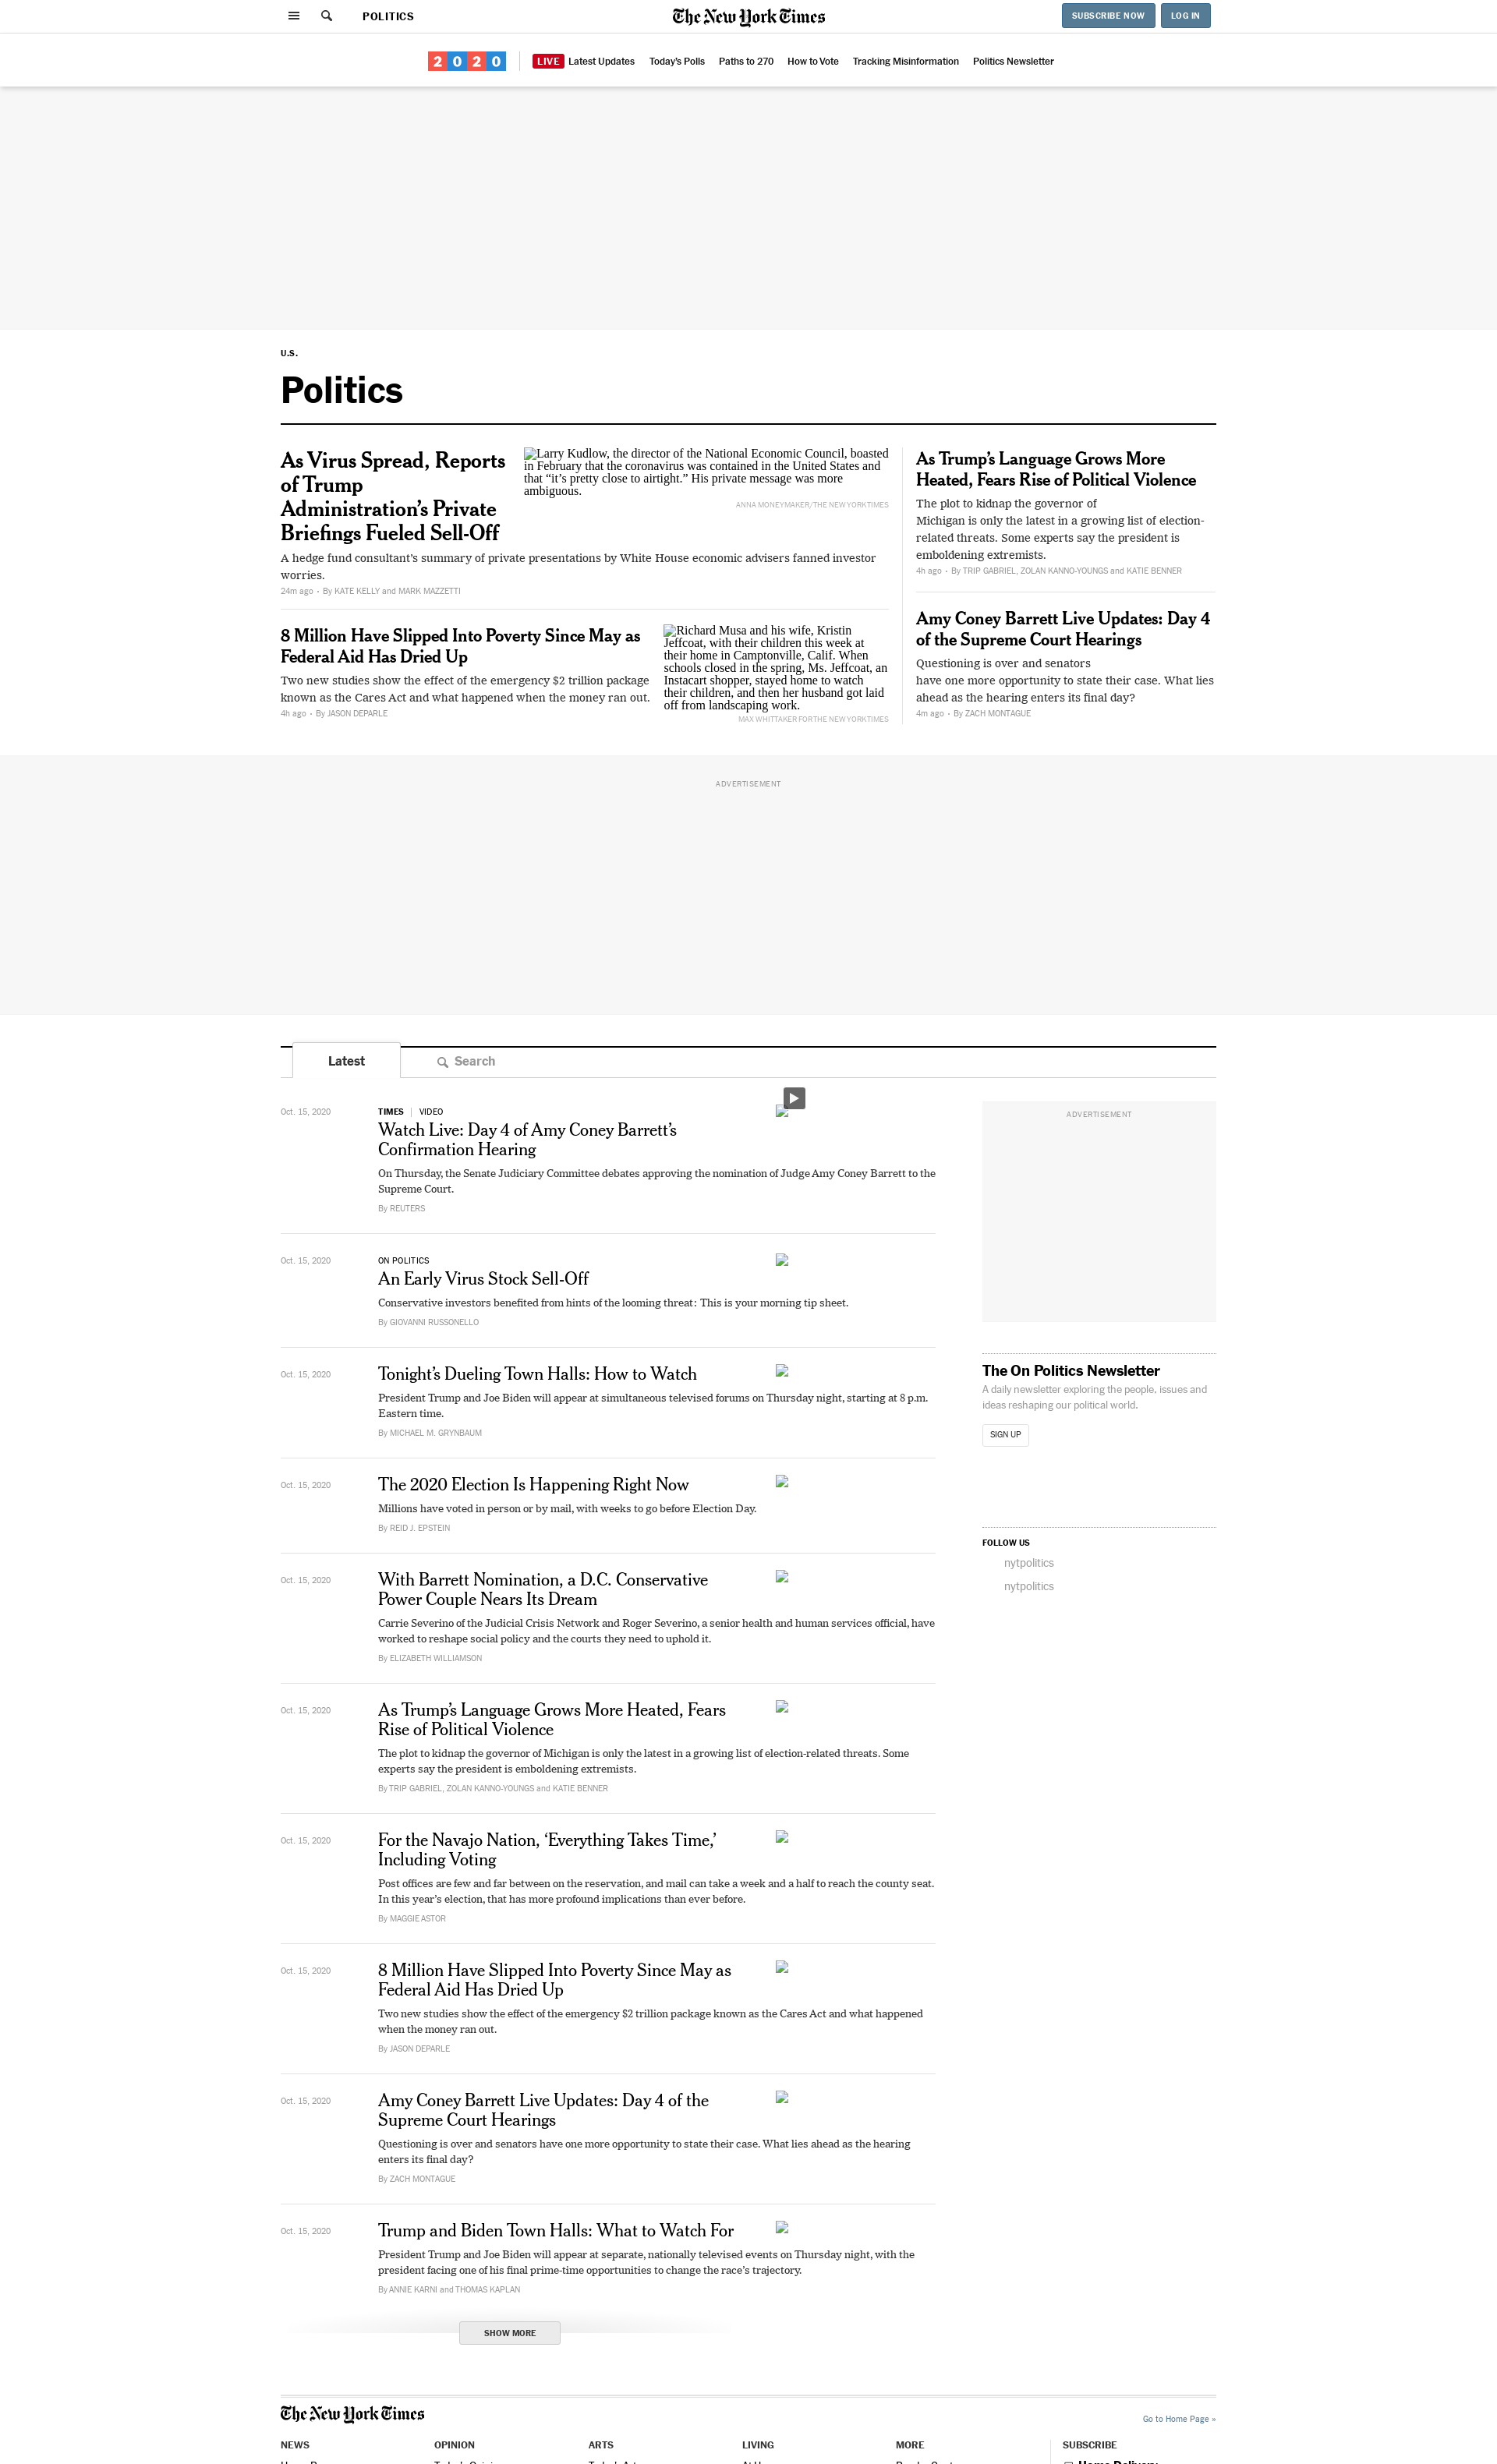 POLITICS
The New York Times
SUBSCRIBE NOW
LOG IN
2020
LIVE Latest Updates
Today's Polls
Paths to 270
How to Vote
Tracking Misinformation
Politics Newsletter
U.S.
Politics
As Virus Spread, Reports
of Trump
Administration’s Private
Briefings Fueled Sell-Off
Larry Kudlow, the director of the National Economic Council, boasted
in February that the coronavirus was contained in the United States and
that “it’s pretty close to airtight.” His private message was more
ambiguous.
ANNA MONEYMAKER/THE NEW YORK TIMES
A hedge fund consultant’s summary of private presentations by White House economic advisers fanned investor
worries.
24m ago • By KATE KELLY and MARK MAZZETTI
8 Million Have Slipped Into Poverty Since May as
Federal Aid Has Dried Up
Two new studies show the effect of the emergency $2 trillion package
known as the Cares Act and what happened when the money ran out.
4h ago • By JASON DEPARLE
Richard Musa and his wife, Kristin
Jeffcoat, with their children this week at
their home in Camptonville, Calif. When
schools closed in the spring, Ms. Jeffcoat, an
Instacart shopper, stayed home to watch
their children, and then her husband got laid
off from landscaping work.
MAX WHITTAKER FOR THE NEW YORK TIMES
As Trump’s Language Grows More
Heated, Fears Rise of Political Violence
The plot to kidnap the governor of
Michigan is only the latest in a growing list of election-
related threats. Some experts say the president is
emboldening extremists.
4h ago • By TRIP GABRIEL, ZOLAN KANNO-YOUNGS and KATIE BENNER
Amy Coney Barrett Live Updates: Day 4
of the Supreme Court Hearings
Questioning is over and senators
have one more opportunity to state their case. What lies
ahead as the hearing enters its final day?
4m ago • By ZACH MONTAGUE
ADVERTISEMENT
Latest
Search
Oct. 15, 2020
TIMES | VIDEO
Watch Live: Day 4 of Amy Coney Barrett’s
Confirmation Hearing
On Thursday, the Senate Judiciary Committee debates approving the nomination of Judge Amy Coney Barrett to the
Supreme Court.
By REUTERS
Oct. 15, 2020
ON POLITICS
An Early Virus Stock Sell-Off
Conservative investors benefited from hints of the looming threat: This is your morning tip sheet.
By GIOVANNI RUSSONELLO
Oct. 15, 2020
Tonight’s Dueling Town Halls: How to Watch
President Trump and Joe Biden will appear at simultaneous televised forums on Thursday night, starting at 8 p.m.
Eastern time.
By MICHAEL M. GRYNBAUM
Oct. 15, 2020
The 2020 Election Is Happening Right Now
Millions have voted in person or by mail, with weeks to go before Election Day.
By REID J. EPSTEIN
Oct. 15, 2020
With Barrett Nomination, a D.C. Conservative
Power Couple Nears Its Dream
Carrie Severino of the Judicial Crisis Network and Roger Severino, a senior health and human services official, have
worked to reshape social policy and the courts they need to uphold it.
By ELIZABETH WILLIAMSON
Oct. 15, 2020
As Trump’s Language Grows More Heated, Fears
Rise of Political Violence
The plot to kidnap the governor of Michigan is only the latest in a growing list of election-related threats. Some
experts say the president is emboldening extremists.
By TRIP GABRIEL, ZOLAN KANNO-YOUNGS and KATIE BENNER
Oct. 15, 2020
For the Navajo Nation, ‘Everything Takes Time,’
Including Voting
Post offices are few and far between on the reservation, and mail can take a week and a half to reach the county seat.
In this year’s election, that has more profound implications than ever before.
By MAGGIE ASTOR
Oct. 15, 2020
8 Million Have Slipped Into Poverty Since May as
Federal Aid Has Dried Up
Two new studies show the effect of the emergency $2 trillion package known as the Cares Act and what happened
when the money ran out.
By JASON DEPARLE
Oct. 15, 2020
Amy Coney Barrett Live Updates: Day 4 of the
Supreme Court Hearings
Questioning is over and senators have one more opportunity to state their case. What lies ahead as the hearing
enters its final day?
By ZACH MONTAGUE
Oct. 15, 2020
Trump and Biden Town Halls: What to Watch For
President Trump and Joe Biden will appear at separate, nationally televised events on Thursday night, with the
president facing one of his final prime-time opportunities to change the race’s trajectory.
By ANNIE KARNI and THOMAS KAPLAN
SHOW MORE
ADVERTISEMENT
The On Politics Newsletter
A daily newsletter exploring the people, issues and
ideas reshaping our political world.
SIGN UP
FOLLOW US
nytpolitics
nytpolitics
The New York Times
Go to Home Page »
NEWS
OPINION
ARTS
LIVING
MORE
SUBSCRIBE